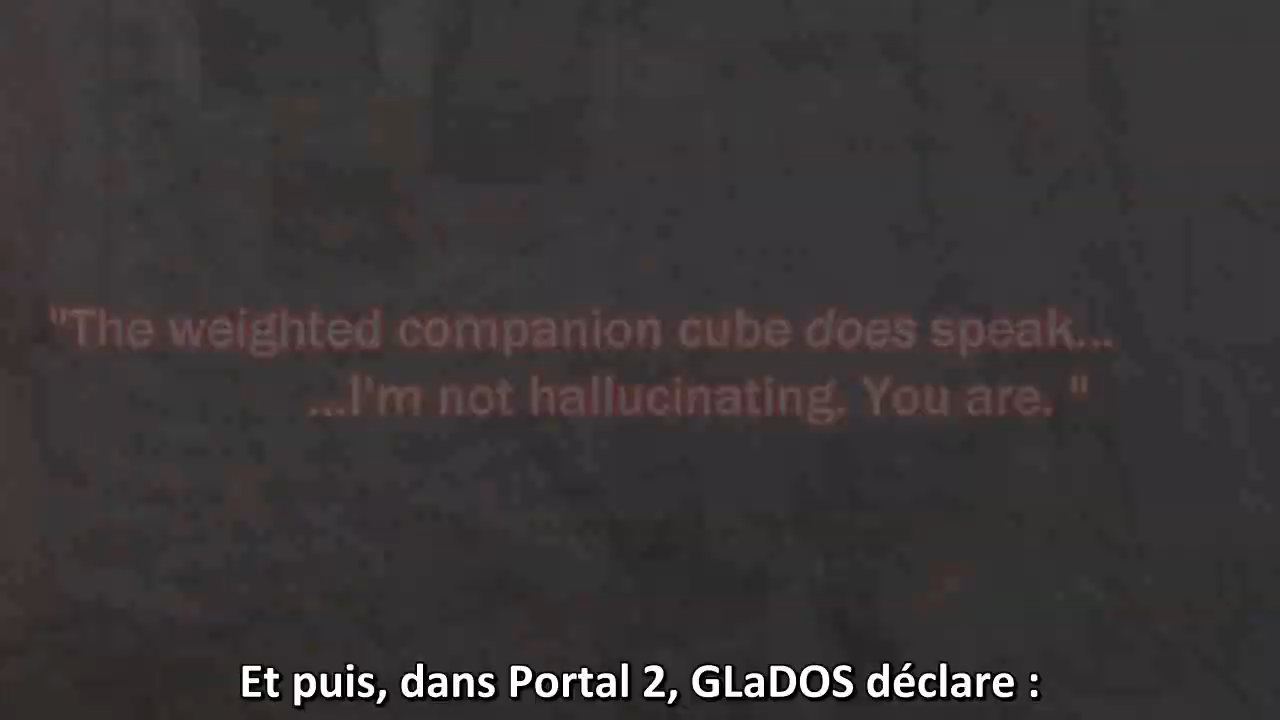 "The weighted companion cube does speak...
...I'm not hallucinating. You are. "
Et puis, dans Portal 2, GLaDOS déclare :